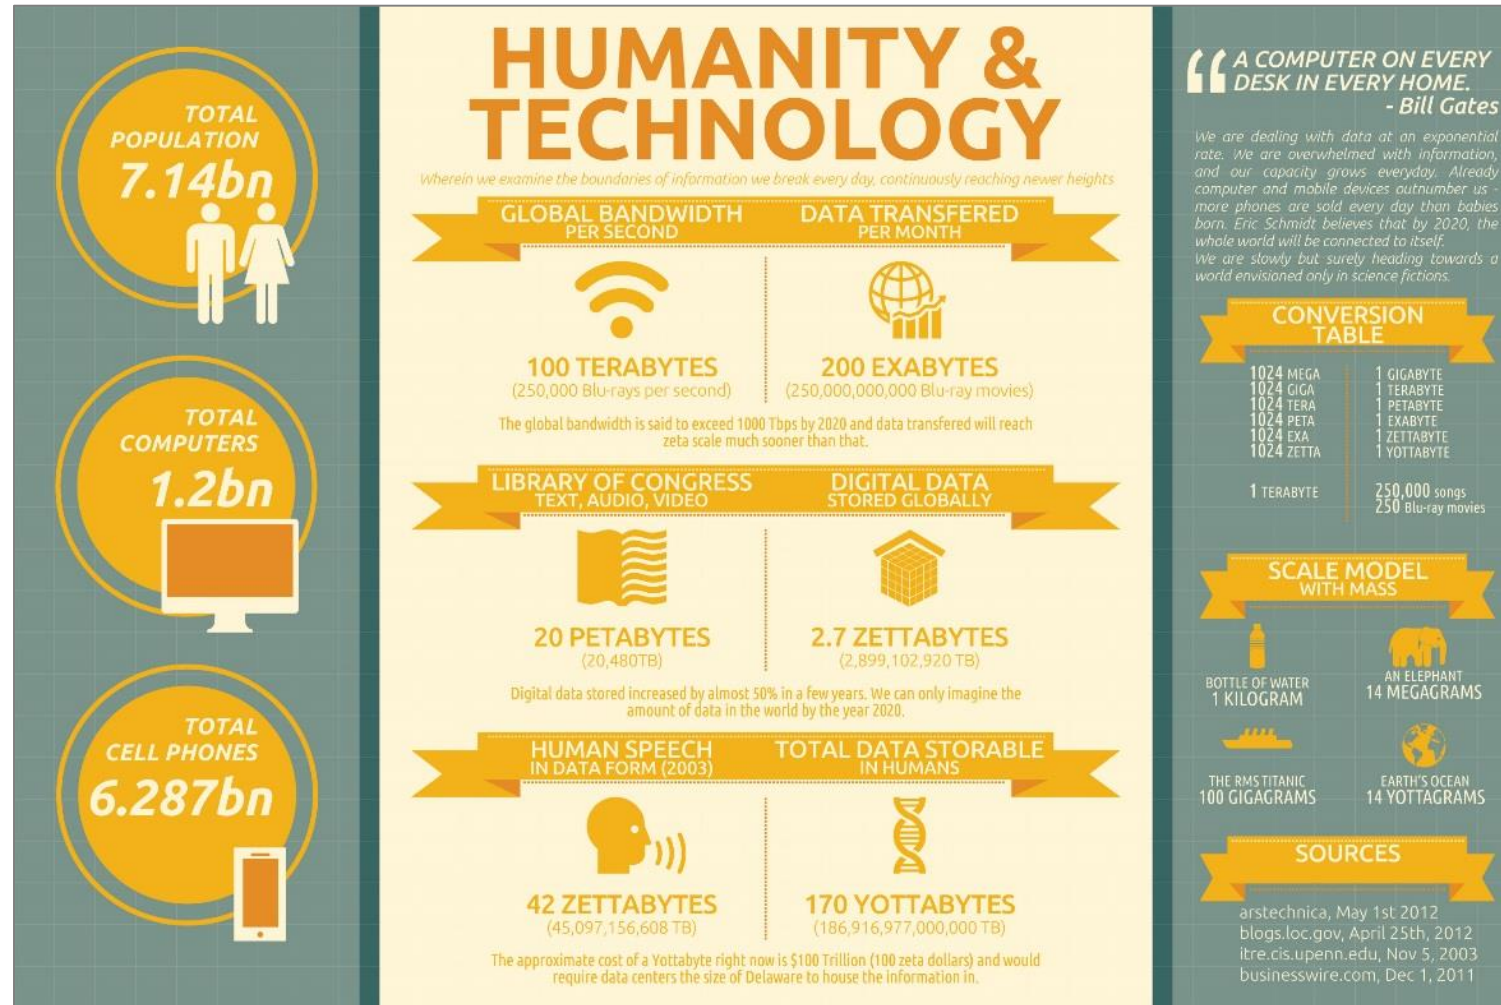 TOTAL
POPULATION
7.14bn
TOTAL
COMPUTERS
1.2bn
TOTAL
CELL PHONES
6.287bn
HUMANITY &
TECHNOLOGY
Wherein we examine the boundaries of information we break every day, continuously reaching newer heights
GLOBAL BANDWIDTH
PER SECOND
100 TERABYTES
(250,000 Blu-rays per second)
DATA TRANSFERED
PER MONTH
200 EXABYTES
(250,000,000,000 Blu-ray movies)
The global bandwidth is said to exceed 1000 Tbps by 2020 and data transfered will reach
zeta scale much sooner than that.
LIBRARY OF CONGRESS
TEXT, AUDIO, VIDEO
20 PETABYTES
(20,480TB)
DIGITAL DATA
STORED GLOBALLY
2.7 ZETTABYTES
(2,899,102,920 TB)
Digital data stored increased by almost 50% in a few years. We can only imagine the
amount of data in the world by the year 2020.
HUMAN SPEECH
IN DATA FORM (2003)
42 ZETTABYTES
(45,097,156,608 TB)
TOTAL DATA STORABLE
IN HUMANS
170 YOTTABYTES
(186,916,977,000,000 TB)
The approximate cost of a Yottabyte right now is $100 Trillion (100 zeta dollars) and would
require data centers the size of Delaware to house the information in.
“ A COMPUTER ON EVERY
DESK IN EVERY HOME.
- Bill Gates
We are dealing with data at an exponential
rate. We are overwhelmed with information,
and our capacity grows everyday. Already
computer and mobile devices outnumber us -
more phones are sold every day than babies
born. Eric Schmidt believes that by 2020, the
whole world will be connected to itself.
We are slowly but surely heading towards a
world envisioned only in science fictions.
CONVERSION
TABLE
1024 MEGA 1 GIGABYTE
1024 GIGA 1 TERABYTE
1024 TERA 1 PETABYTE
1024 PETA 1 EXABYTE
1024 EXA 1 ZETTABYTE
1024 ZETTA 1 YOTTABYTE
1 TERABYTE 250,000 songs
250 Blu-ray movies
SCALE MODEL
WITH MASS
BOTTLE OF WATER
1 KILOGRAM
AN ELEPHANT
14 MEGAGRAMS
THE RMS TITANIC
100 GIGAGRAMS
EARTH'S OCEAN
14 YOTTAGRAMS
SOURCES
arstechnica, May 1st 2012
blogs.loc.gov, April 25th, 2012
itre.cis.upenn.edu, Nov 5, 2003
businesswire.com, Dec 1, 2011